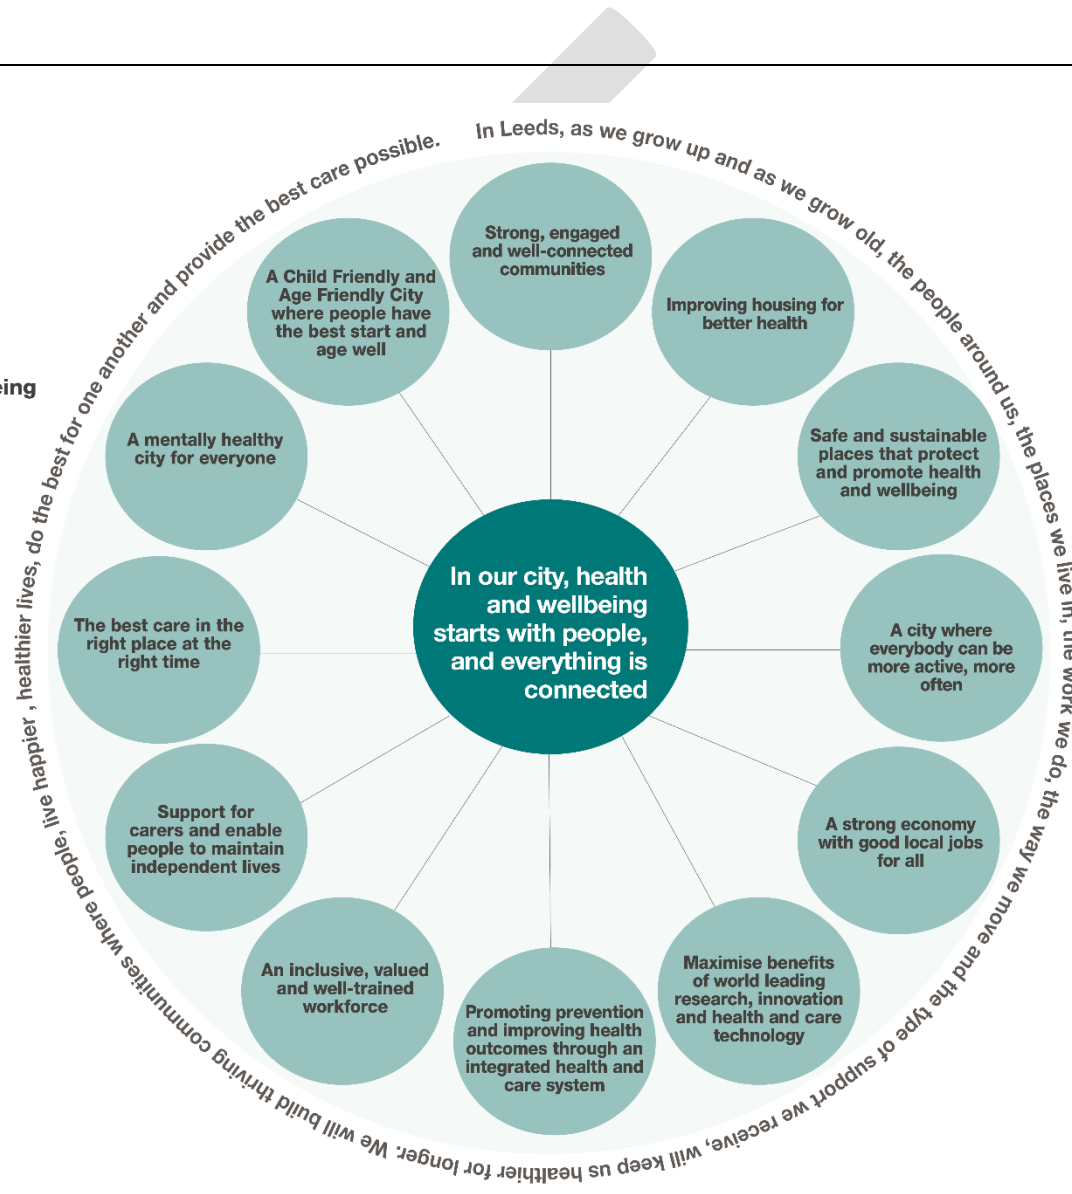 In Leeds, as we grow up and as we grow old, the people around us, the places we live in, the work we do, the way we move and the type of support we receive, will keep us healthier for longer. We will build thriving communities where people, live happier , healthier lives, do the best for one another and provide the best care possible.
Strong, engaged
and well-connected
communities
Improving housing for
better health
Safe and sustainable
places that protect
and promote health
and wellbeing
A city where
everybody can be
more active, more
often
A strong economy
with good local jobs
for all
Maximise benefits
of world leading
research, innovation
and health and care
technology
Promoting prevention
and improving health
outcomes through an
integrated health and
care system
An inclusive, valued
and well-trained
workforce
Support for
carers and enable
people to maintain
independent lives
The best care in the
right place at the
right time
A mentally healthy
city for everyone
A Child Friendly and
Age Friendly City
where people have
the best start and
age well
In our city, health
and wellbeing
starts with people,
and everything is
connected
eing